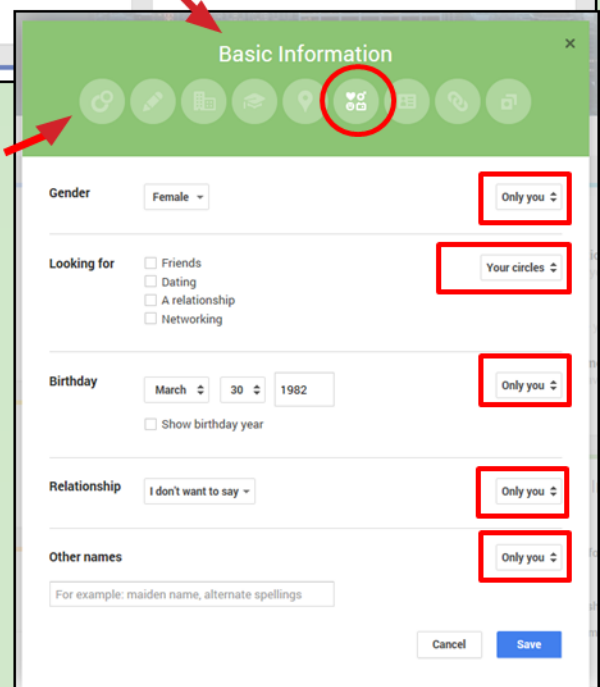 Basic Information
×
Gender
Female
Only you
Looking for
Friends
Your circles
Dating
A relationship
Networking
Birthday
March 30 1982
Only you
Show birthday year
Relationship
I don't want to say
Only you
Other names
Only you
For example: maiden name, alternate spellings
Cancel Save